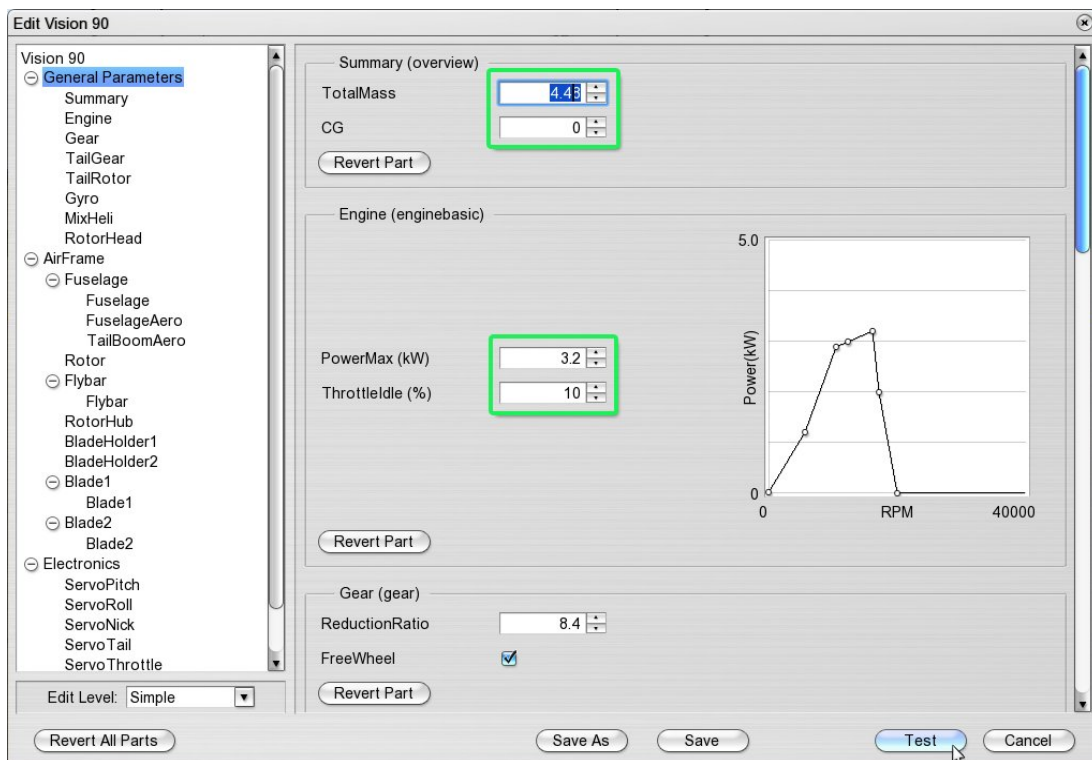 Edit Vision 90
Vision 90
General Parameters
Summary
Engine
Gear
TailGear
TailRotor
Gyro
MixHeli
RotorHead
AirFrame
Fuselage
Fuselage
FuselageAero
TailBoomAero
Rotor
Flybar
Flybar
RotorHub
BladeHolder1
BladeHolder2
Blade1
Blade1
Blade2
Blade2
Electronics
ServoPitch
ServoRoll
ServoNick
ServoTail
ServoThrottle
Edit Level: Simple
Summary (overview)
TotalMass 4.48
CG 0
Revert Part
Engine (enginebasic)
PowerMax (kW) 3.2
ThrottleIdle (%) 10
Revert Part
5.0
Power(kW)
0
0 RPM 40000
Gear (gear)
ReductionRatio 8.4
FreeWheel
Revert Part
Revert All Parts Save As Save Test Cancel